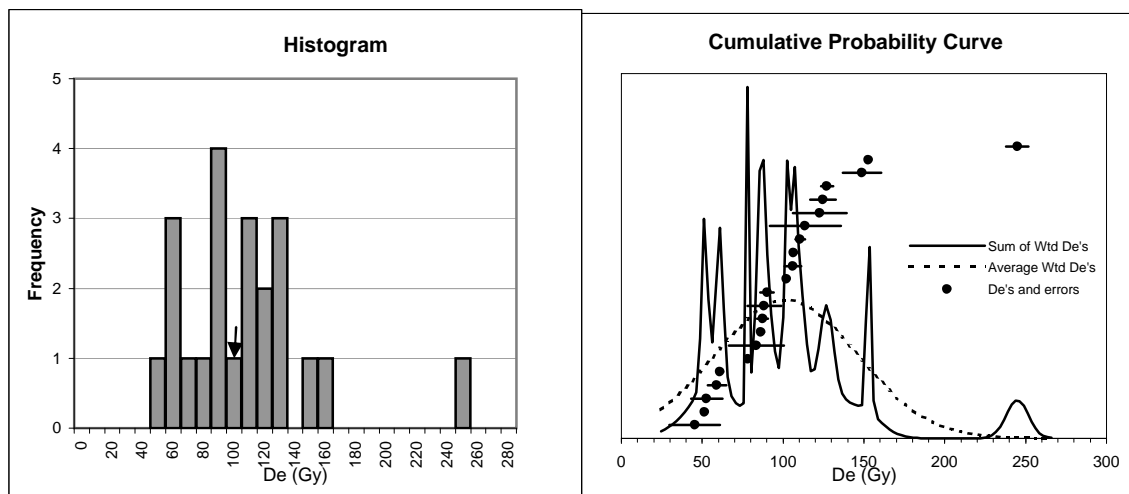 Histogram
5
4
3
2
1
0
Frequency
0
20
40
60
80
100
120
140
160
180
200
220
240
260
280
De (Gy)
Cumulative Probability Curve
Sum of Wtd De's
Average Wtd De's
De's and errors
0 50 100 150 200 250 300
De (Gy)